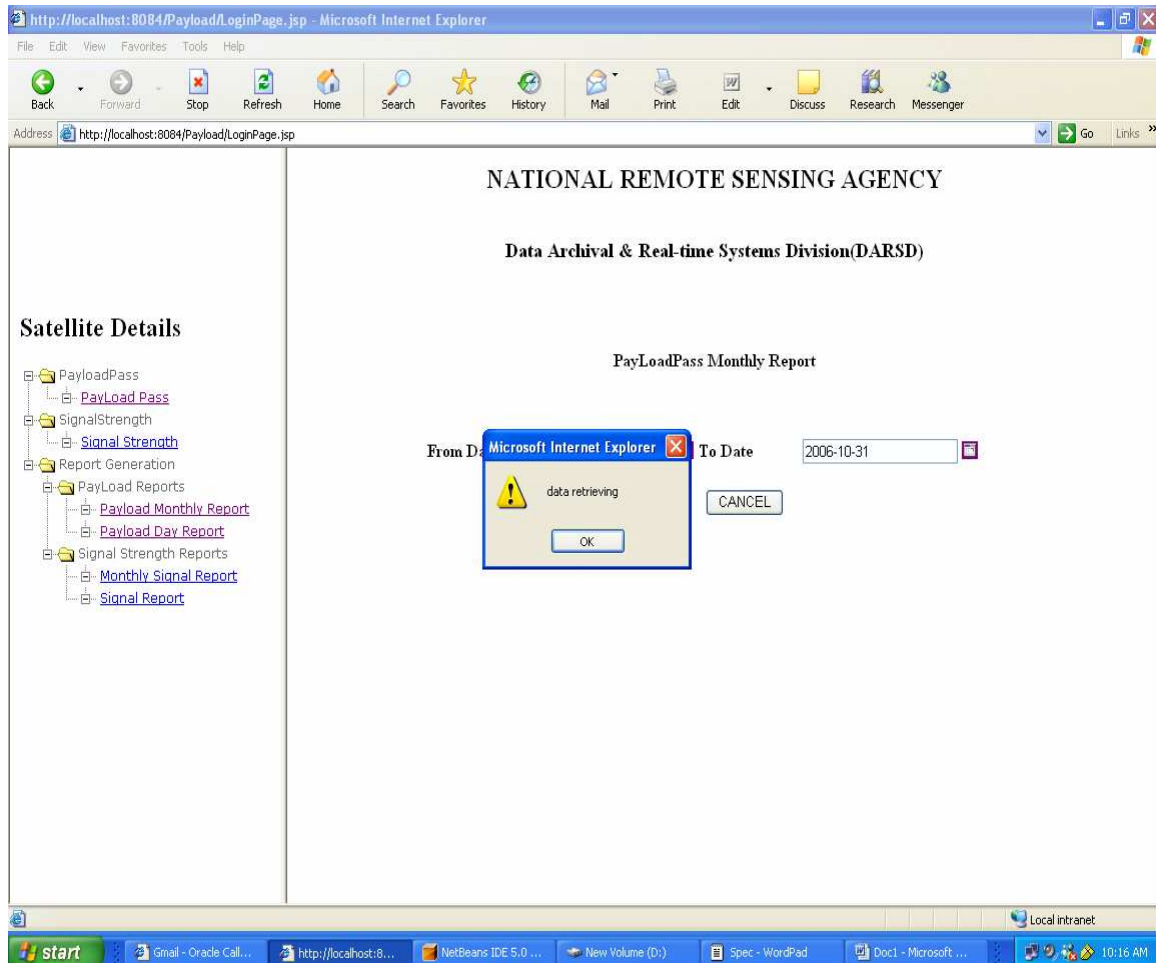 http://localhost:8084/Payload/LoginPage.jsp - Microsoft Internet Explorer
File Edit View Favorites Tools Help
Back Forward Stop Refresh Home Search Favorites History Mail Print Edit Discuss Research Messenger
Address http://localhost:8084/Payload/LoginPage.jsp Go Links »
Satellite Details
PayloadPass
PayLoad Pass
SignalStrength
Signal Strength
Report Generation
PayLoad Reports
Payload Monthly Report
Payload Day Report
Signal Strength Reports
Monthly Signal Report
Signal Report
NATIONAL REMOTE SENSING AGENCY
Data Archival & Real-time Systems Division(DARSD)
PayLoadPass Monthly Report
From Da To Date 2006-10-31
CANCEL
Microsoft Internet Explorer
data retrieving
OK
Local intranet
start Gmail - Oracle Call... http://localhost:8... NetBeans IDE 5.0 ... New Volume (D:) Spec - WordPad Doc1 - Microsoft ... 10:16 AM